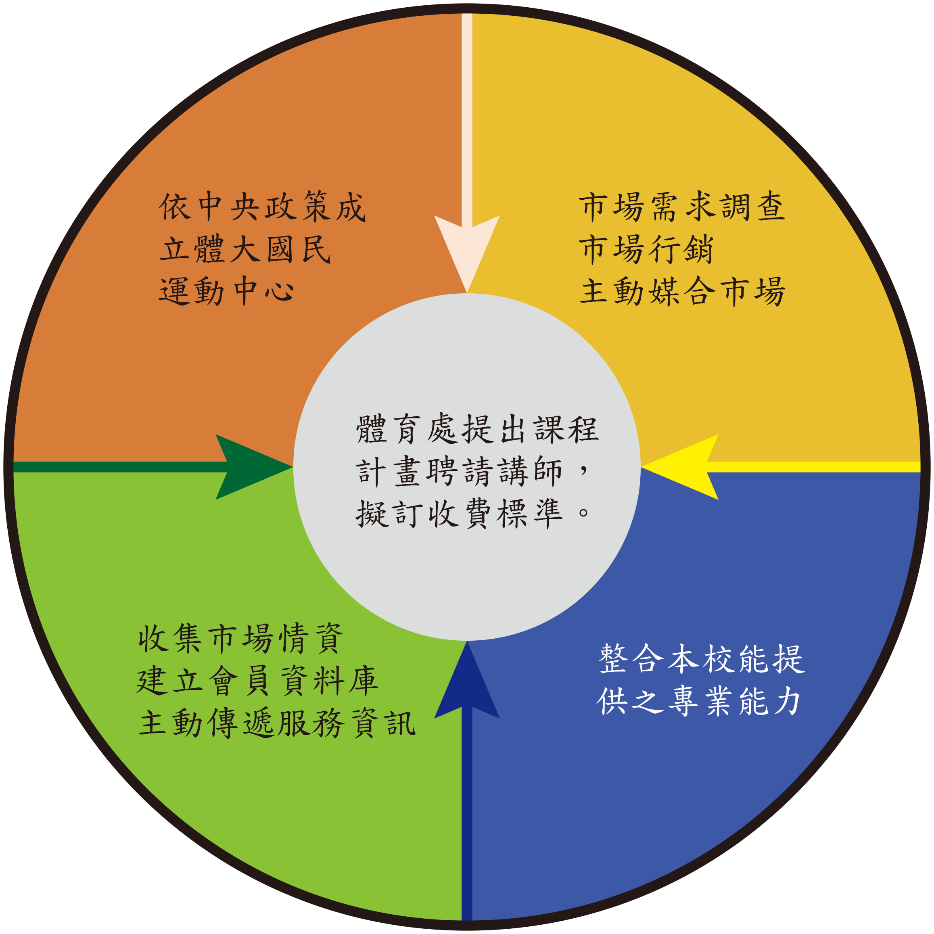 依中央政策成
立體大國民
運動中心
市場需求調查
市場行銷
主動媒合市場
體育處提出課程
計畫聘請講師，
擬訂收費標準。
收集市場情資
建立會員資料庫
主動傳遞服務資訊
整合本校能提
供之專業能力